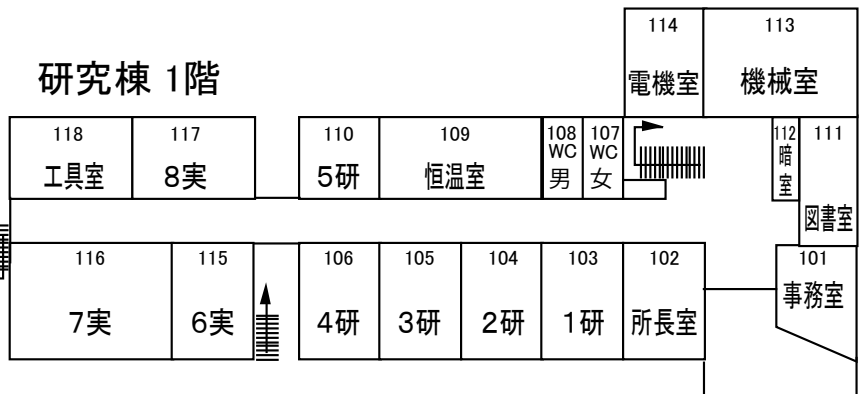 114
113
電機室
機械室
研究棟 1階
118
117
110
109
108
WC
男
107
WC
女
112
暗室
111
工具室
8実
5研
恒温室
図書室
116
115
106
105
104
103
102
101
7実
6実
4研
3研
2研
1研
所長室
事務室